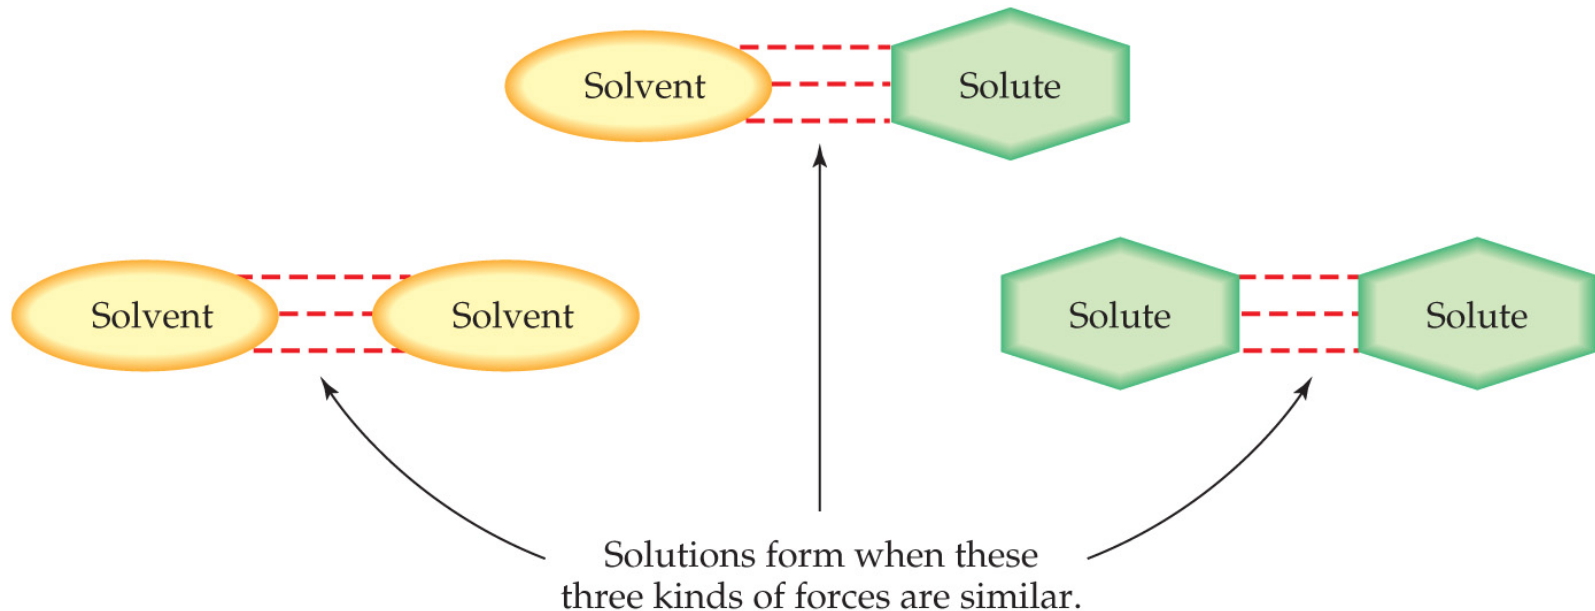 Solvent
Solute
Solvent
Solvent
Solute
Solute
Solutions form when these
three kinds of forces are similar.